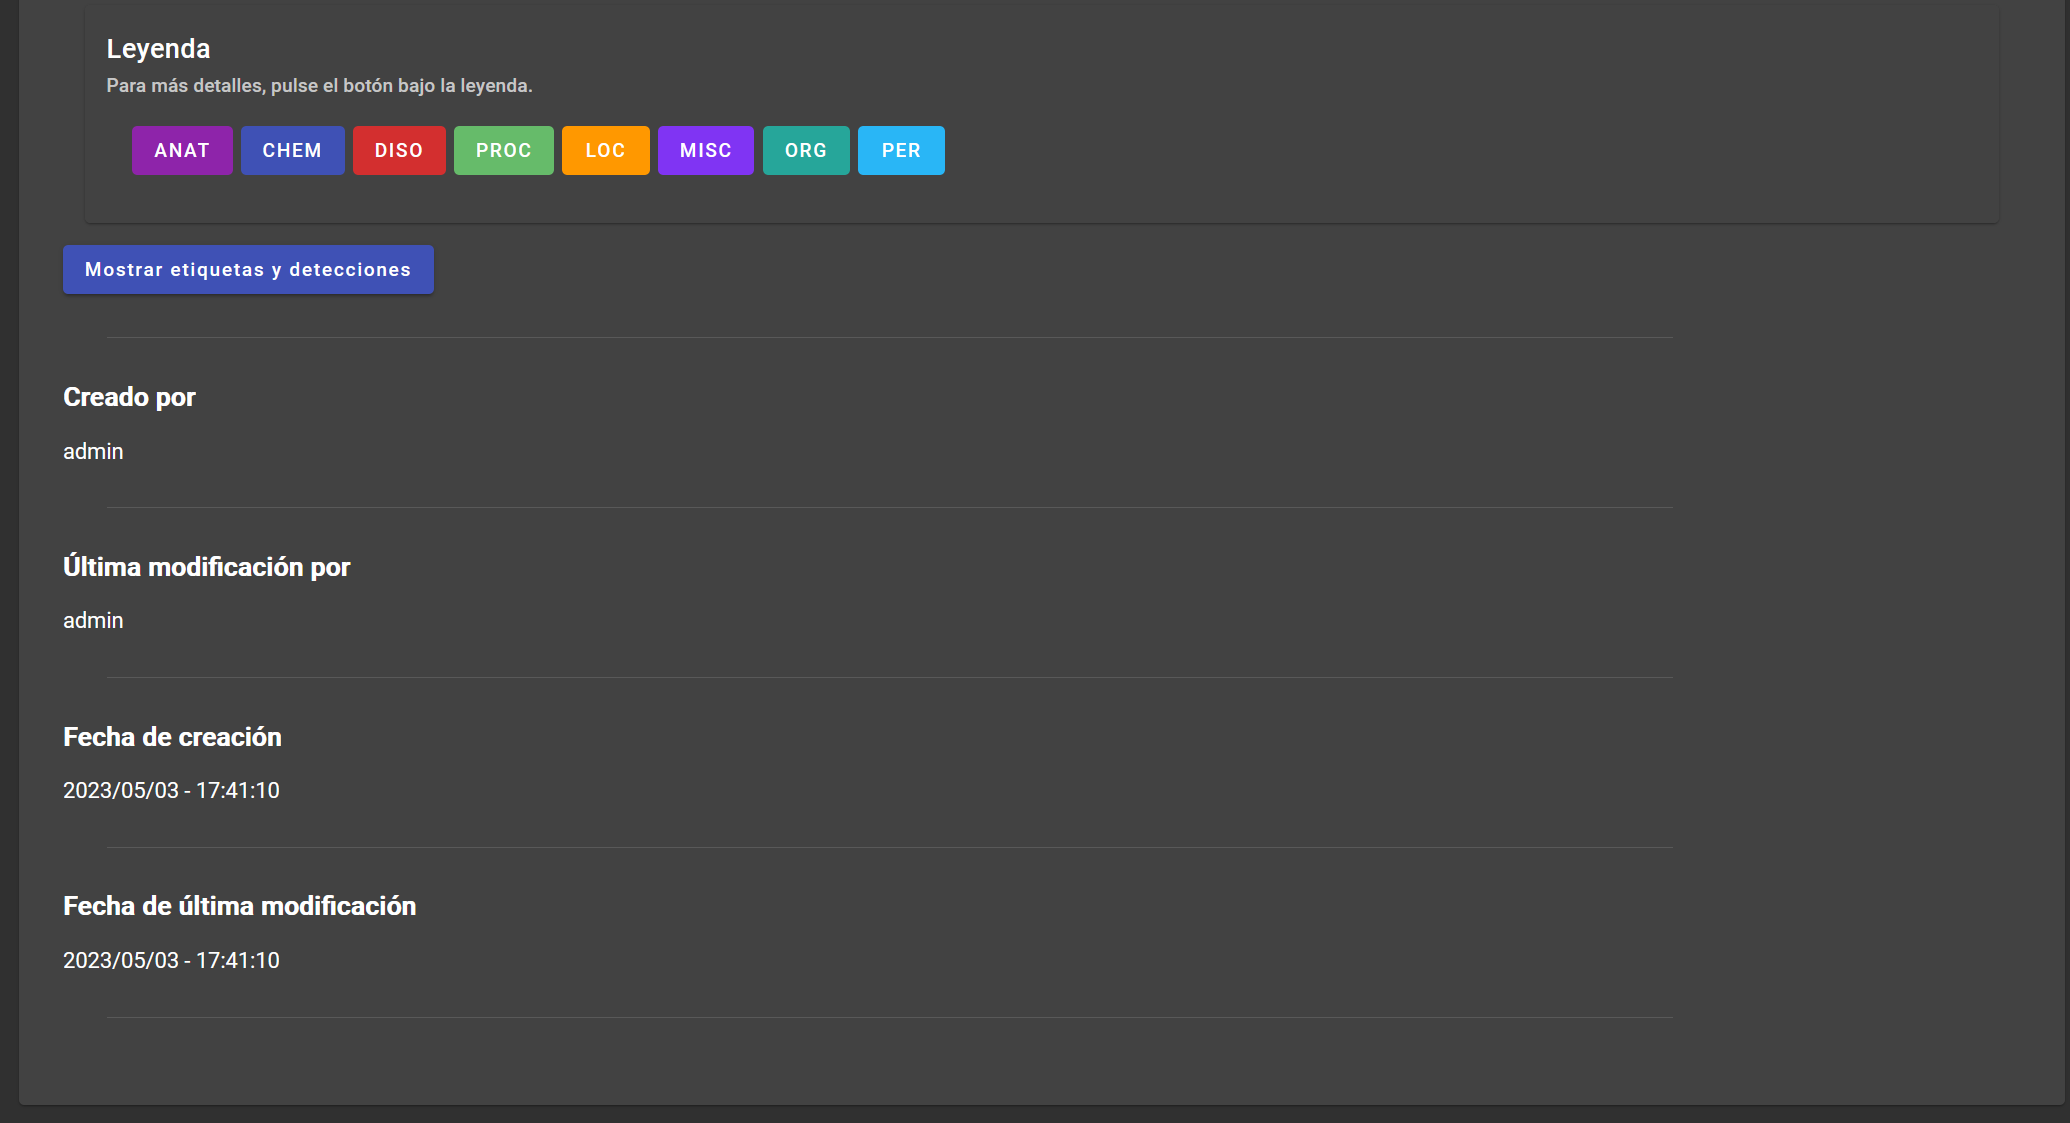 Leyenda
Para más detalles, pulse el botón bajo la leyenda.
ANAT CHEM DISO PROC LOC MISC ORG PER
Mostrar etiquetas y detecciones
Creado por
admin
Última modificación por
admin
Fecha de creación
2023/05/03 - 17:41:10
Fecha de última modificación
2023/05/03 - 17:41:10